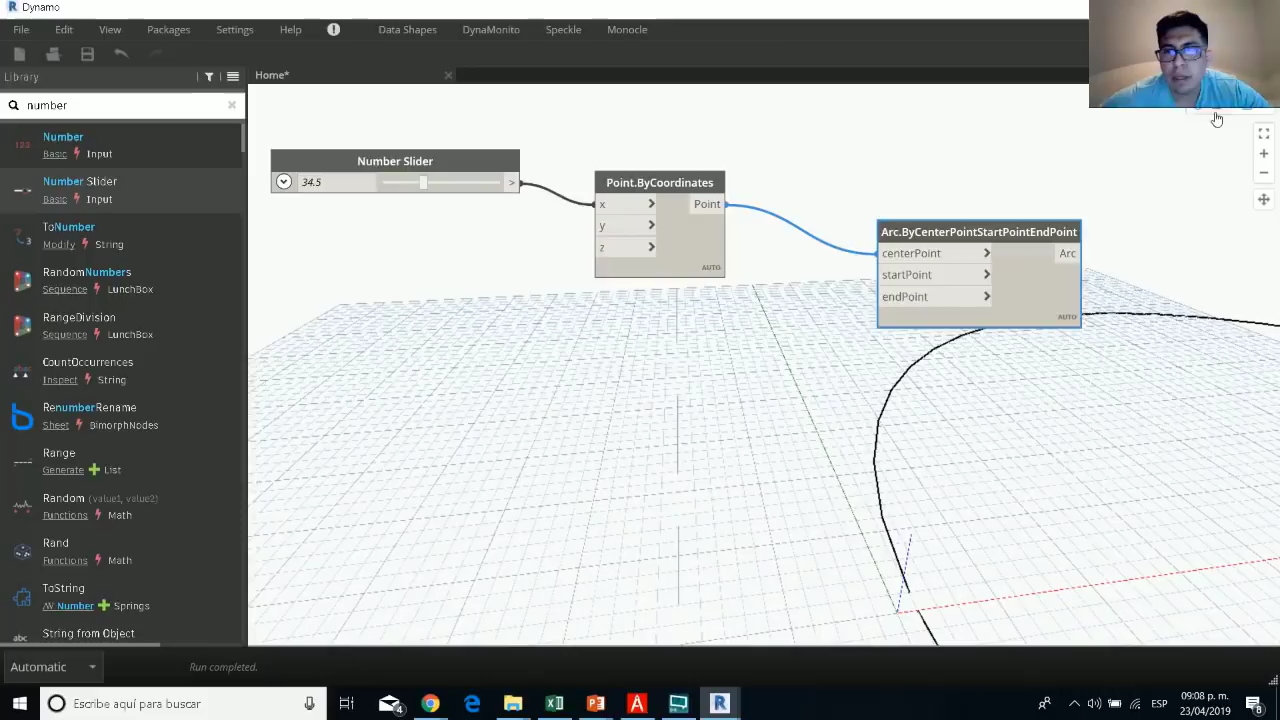 Dynamo
File Edit View Packages Settings Help Data Shapes DynaMonito Speckle Monocle
Library
Home*
number
Number
Basic Input
Number Slider
Basic Input
ToNumber
Modify String
RandomNumbers
Sequence LunchBox
RangeDivision
Sequence LunchBox
CountOccurrences
Inspect String
RenumberRename
Sheet BimorphNodes
Range
Generate List
Random (value1, value2)
Functions Math
Rand
Functions Math
ToString
Number Springs
String from Object
Number Slider
34.5 >
Point.ByCoordinates
x > Point
y >
z >
AUTO
Arc.ByCenterPointStartPointEndPoint
centerPoint > Arc
startPoint >
endPoint >
AUTO
Automatic
Run completed.
Escribe aquí para buscar
4
ESP
09:08 p. m.
23/04/2019
8